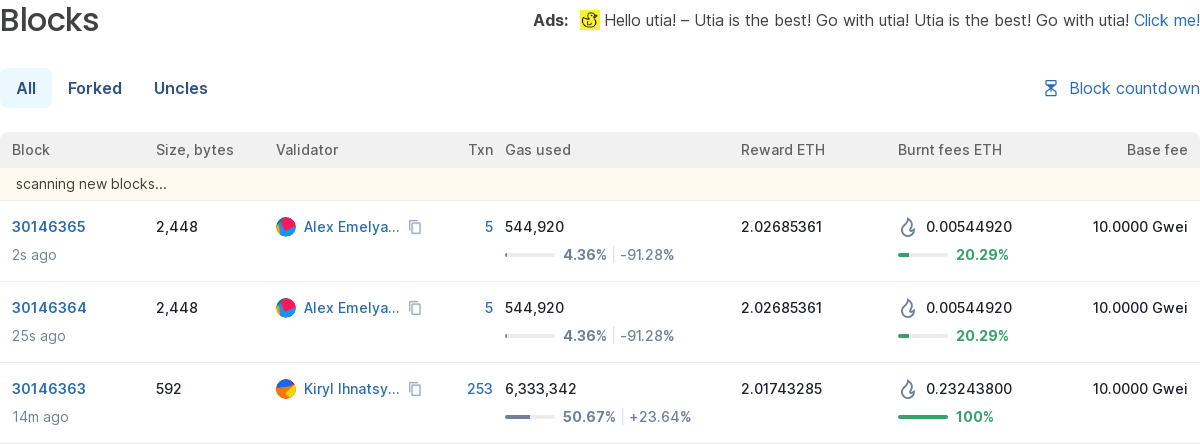 Blocks
Ads: Hello utia! – Utia is the best! Go with utia! Utia is the best! Go with utia! Click me!
All Forked Uncles Block countdown
Block Size, bytes Validator Txn Gas used Reward ETH Burnt fees ETH Base fee
scanning new blocks...
30146365 2,448 Alex Emelya... 5 544,920 2.02685361 0.00544920 10.0000 Gwei
2s ago 4.36% -91.28% 20.29%
30146364 2,448 Alex Emelya... 5 544,920 2.02685361 0.00544920 10.0000 Gwei
25s ago 4.36% -91.28% 20.29%
30146363 592 Kiryl Ihnatsy... 253 6,333,342 2.01743285 0.23243800 10.0000 Gwei
14m ago 50.67% +23.64% 100%